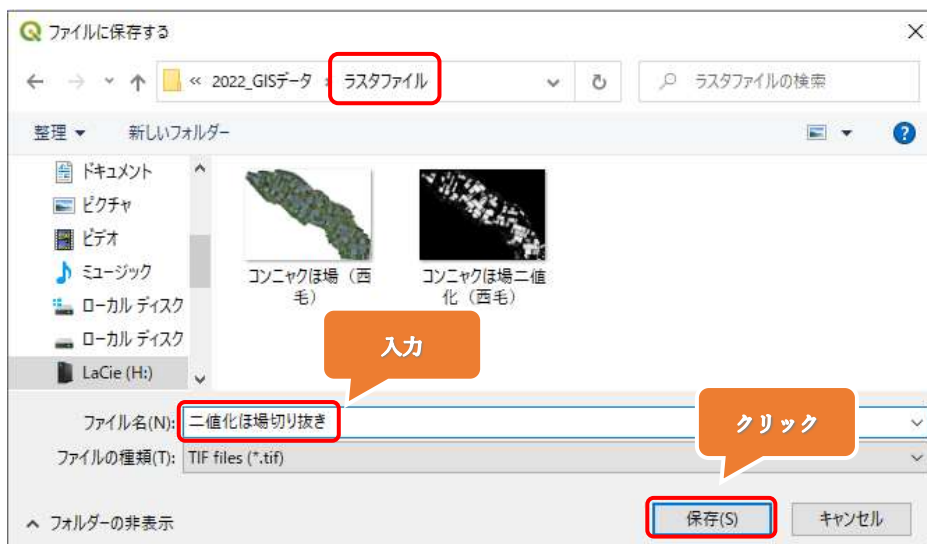 ファイルに保存する
« 2022_GISデータ › ラスタファイル
ラスタファイルの検索
整理 新しいフォルダー
ドキュメント
ピクチャ
ビデオ
ミュージック
ローカル ディスク
ローカル ディスク
LaCie (H:)
コンニャクほ場（西
毛）
コンニャクほ場二値
化（西毛）
入力
ファイル名(N): 二値化ほ場切り抜き
クリック
ファイルの種類(T): TIF files (*.tif)
フォルダーの非表示
保存(S)
キャンセル